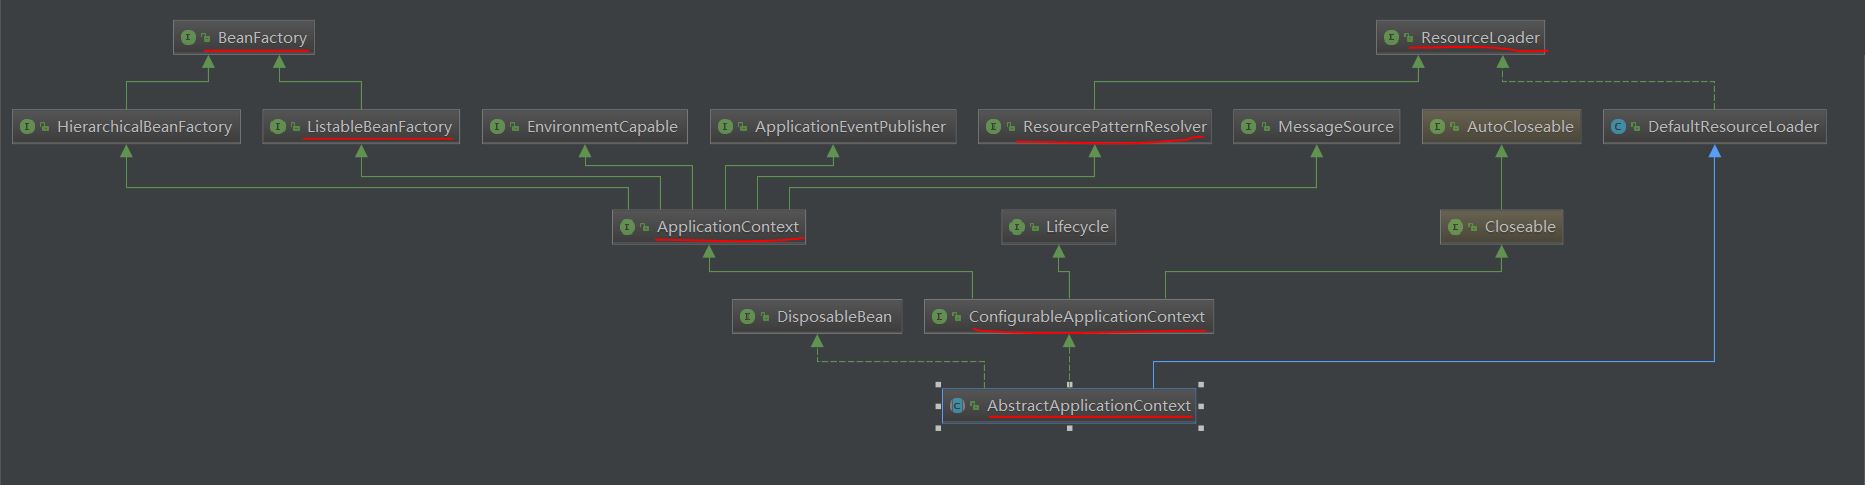 BeanFactory
ResourceLoader
HierarchicalBeanFactory
ListableBeanFactory
EnvironmentCapable
ApplicationEventPublisher
ResourcePatternResolver
MessageSource
AutoCloseable
DefaultResourceLoader
ApplicationContext
Lifecycle
Closeable
DisposableBean
ConfigurableApplicationContext
AbstractApplicationContext